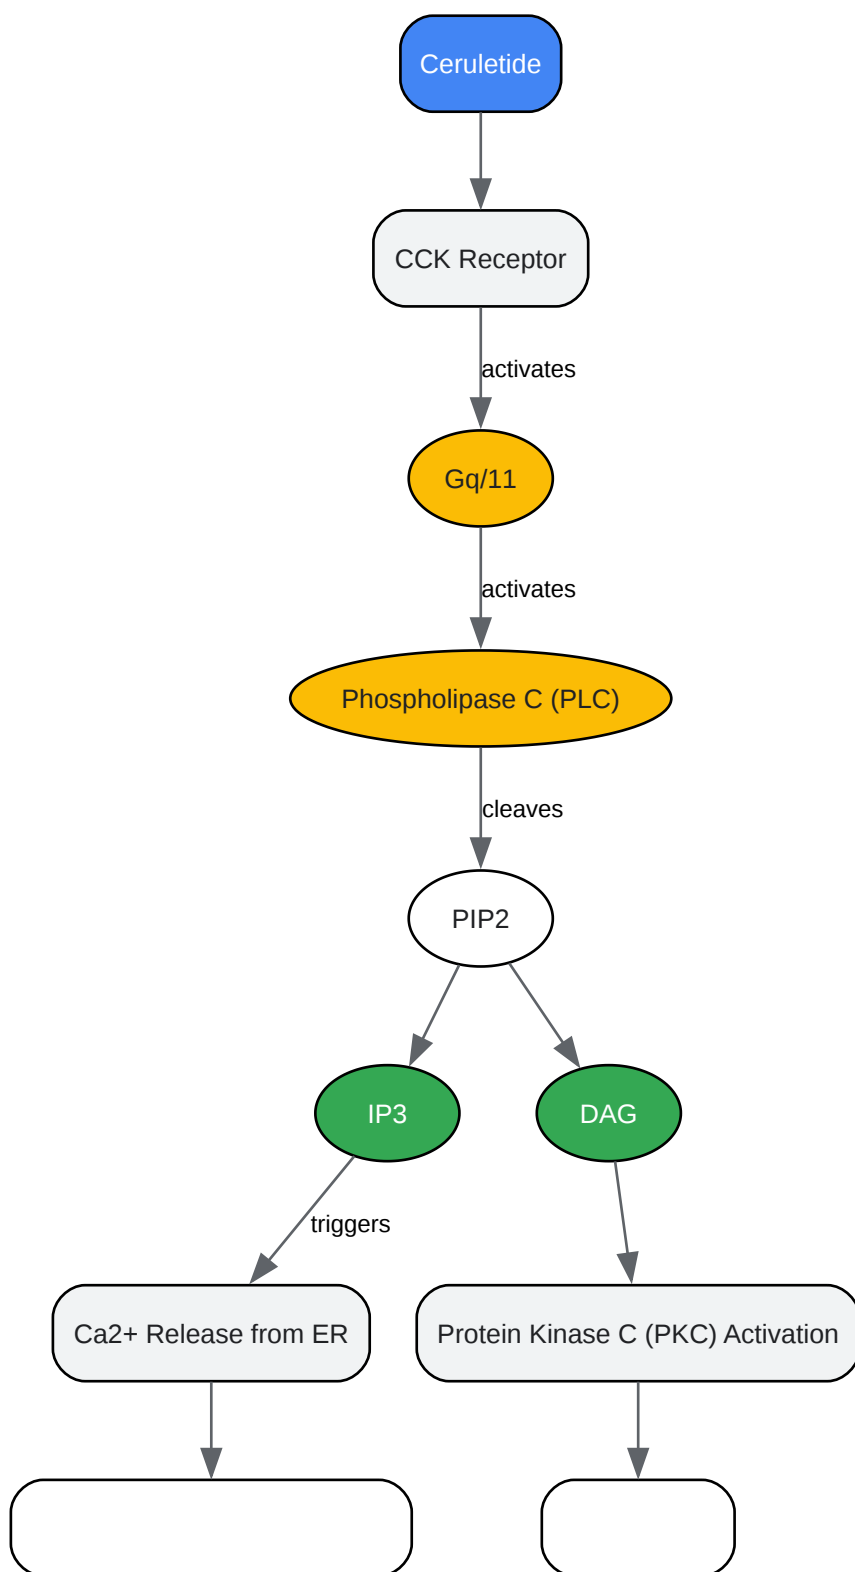 Ceruletide
CCK Receptor
activates
Gq/11
activates
Phospholipase C (PLC)
cleaves
PIP2
IP3
DAG
triggers
Ca2+ Release from ER
Protein Kinase C (PKC) Activation